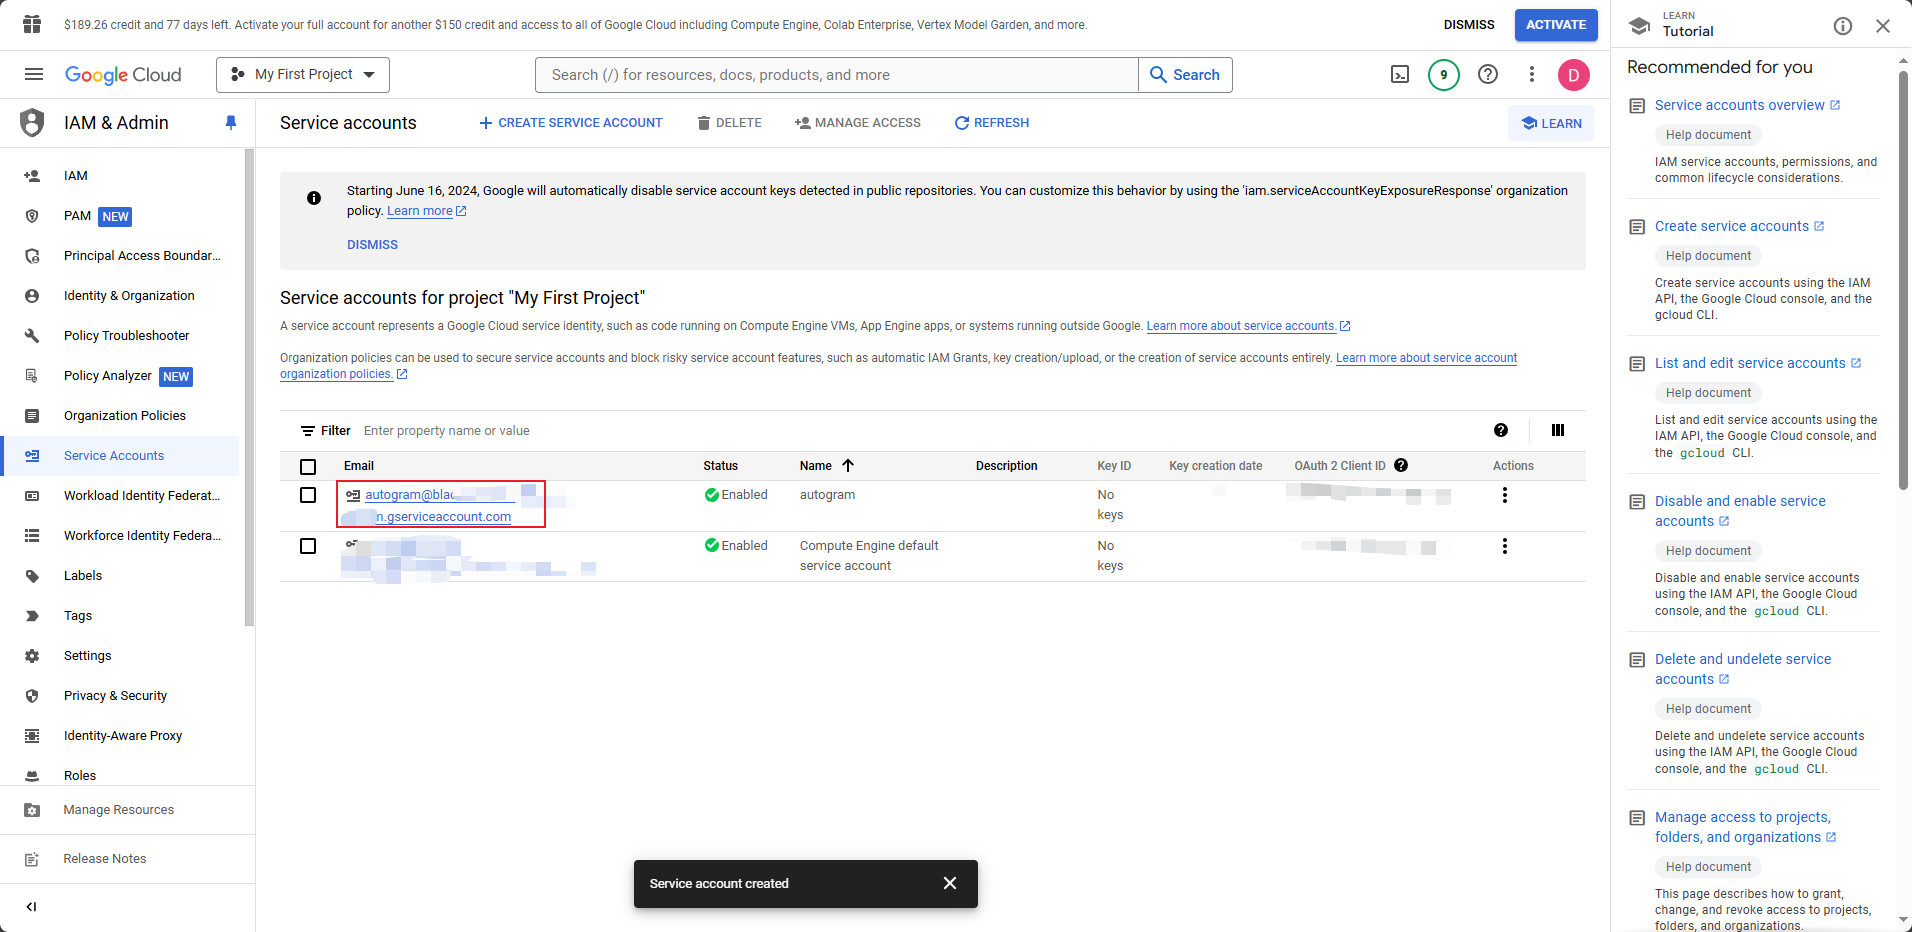 $189.26 credit and 77 days left. Activate your full account for another $150 credit and access to all of Google Cloud including Compute Engine, Colab Enterprise, Vertex Model Garden, and more.
DISMISS
ACTIVATE
Google Cloud
My First Project
Search (/) for resources, docs, products, and more
Search
9
D
IAM & Admin
IAM
PAM NEW
Principal Access Boundar...
Identity & Organization
Policy Troubleshooter
Policy Analyzer NEW
Organization Policies
Service Accounts
Workload Identity Federat...
Workforce Identity Federa...
Labels
Tags
Settings
Privacy & Security
Identity-Aware Proxy
Roles
Manage Resources
Release Notes
Service accounts
CREATE SERVICE ACCOUNT
DELETE
MANAGE ACCESS
REFRESH
LEARN
Starting June 16, 2024, Google will automatically disable service account keys detected in public repositories. You can customize this behavior by using the 'iam.serviceAccountKeyExposureResponse' organization
policy. Learn more
DISMISS
Service accounts for project "My First Project"
A service account represents a Google Cloud service identity, such as code running on Compute Engine VMs, App Engine apps, or systems running outside Google. Learn more about service accounts.
Organization policies can be used to secure service accounts and block risky service account features, such as automatic IAM Grants, key creation/upload, or the creation of service accounts entirely. Learn more about service account
organization policies.
Filter Enter property name or value
Email Status Name Description Key ID Key creation date OAuth 2 Client ID Actions
autogram@blac Enabled autogram No
m.gserviceaccount.com keys
Enabled Compute Engine default No
service account keys
Service account created
LEARN
Tutorial
Recommended for you
Service accounts overview
Help document
IAM service accounts, permissions, and
common lifecycle considerations.
Create service accounts
Help document
Create service accounts using the IAM
API, the Google Cloud console, and the
gcloud CLI.
List and edit service accounts
Help document
List and edit service accounts using the
IAM API, the Google Cloud console, and
the gcloud CLI.
Disable and enable service
accounts
Help document
Disable and enable service accounts
using the IAM API, the Google Cloud
console, and the gcloud CLI.
Delete and undelete service
accounts
Help document
Delete and undelete service accounts
using the IAM API, the Google Cloud
console, and the gcloud CLI.
Manage access to projects,
folders, and organizations
Help document
This page describes how to grant,
change, and revoke access to projects,
folders, and organizations.